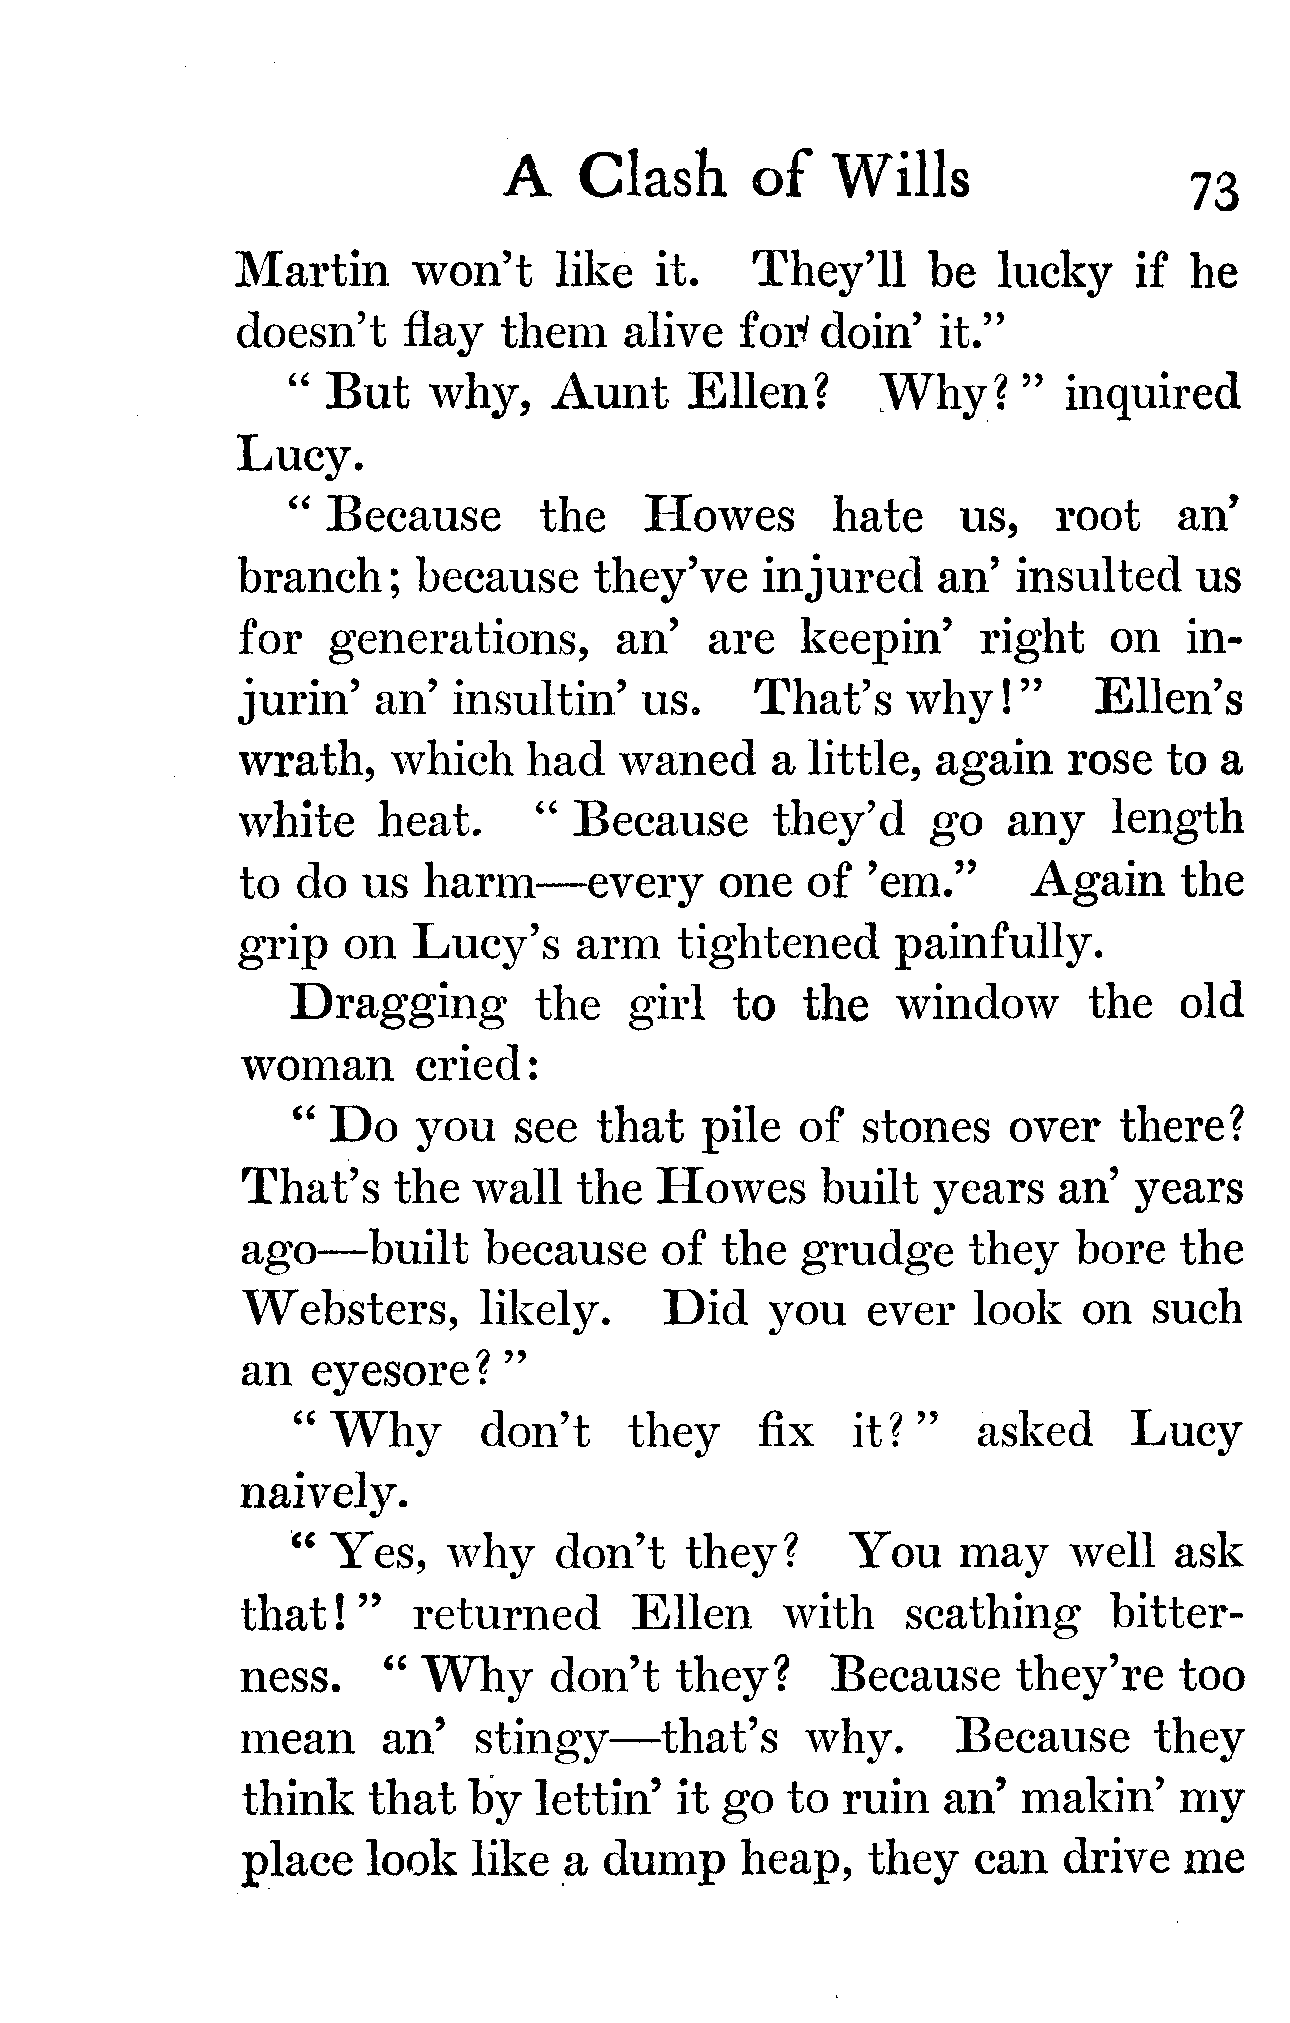 A Clash of Wills 73
Martin won't like it. They'll be lucky if he
doesn't flay them alive for doin' it."
" But why, Aunt Ellen? Why? " inquired
Lucy.
" Because the Howes hate us, root an'
branch; because they've injured an' insulted us
for generations, an' are keepin' right on in-
jurin' an' insultin' us. That's why! " Ellen's
wrath, which had waned a little, again rose to a
white heat. " Because they'd go any length
to do us harm—every one of 'em." Again the
grip on Lucy's arm tightened painfully.
Dragging the girl to the window the old
woman cried:
" Do you see that pile of stones over there?
That's the wall the Howes built years an' years
ago—built because of the grudge they bore the
Websters, likely. Did you ever look on such
an eyesore? "
" Why don't they fix it? " asked Lucy
naively.
" Yes, why don't they? You may well ask
that! " returned Ellen with scathing bitter-
ness. " Why don't they? Because they're too
mean an' stingy—that's why. Because they
think that by lettin' it go to ruin an' makin' my
place look like a dump heap, they can drive me